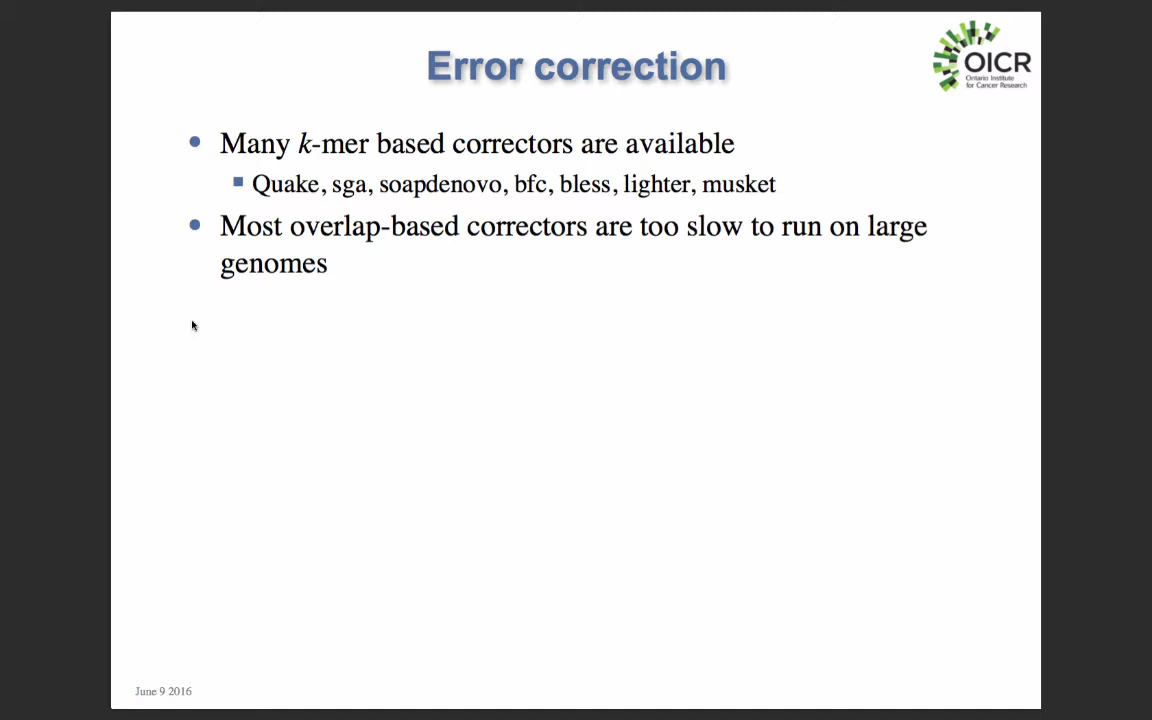 Error correction
OICR
Ontario Institute
for Cancer Research
Many k-mer based correctors are available
Quake, sga, soapdenovo, bfc, bless, lighter, musket
Most overlap-based correctors are too slow to run on large
genomes
June 9 2016